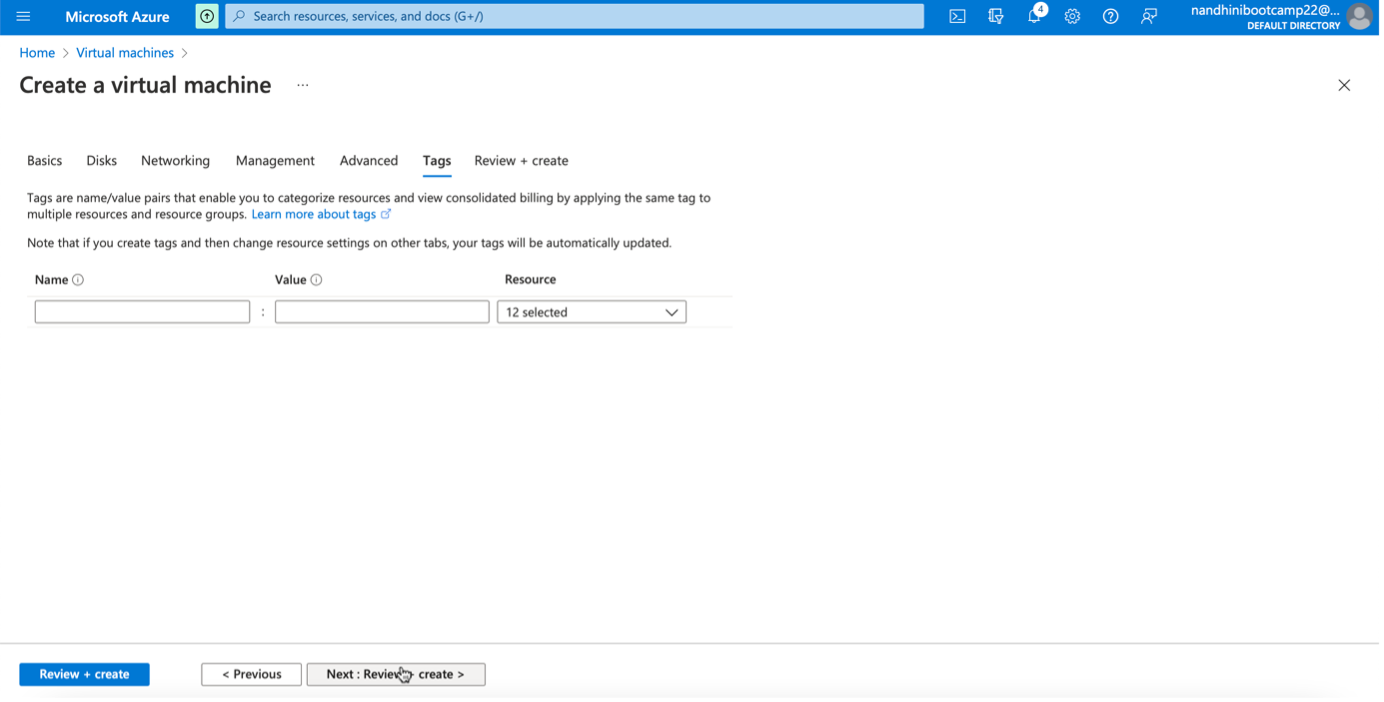 Microsoft Azure
Search resources, services, and docs (G+/)
4
nandhinibootcamp22@...
DEFAULT DIRECTORY
Home > Virtual machines >
Create a virtual machine ...
Basics Disks Networking Management Advanced Tags Review + create
Tags are name/value pairs that enable you to categorize resources and view consolidated billing by applying the same tag to
multiple resources and resource groups. Learn more about tags
Note that if you create tags and then change resource settings on other tabs, your tags will be automatically updated.
Name Value Resource
: 12 selected
Review + create < Previous Next : Review + create >